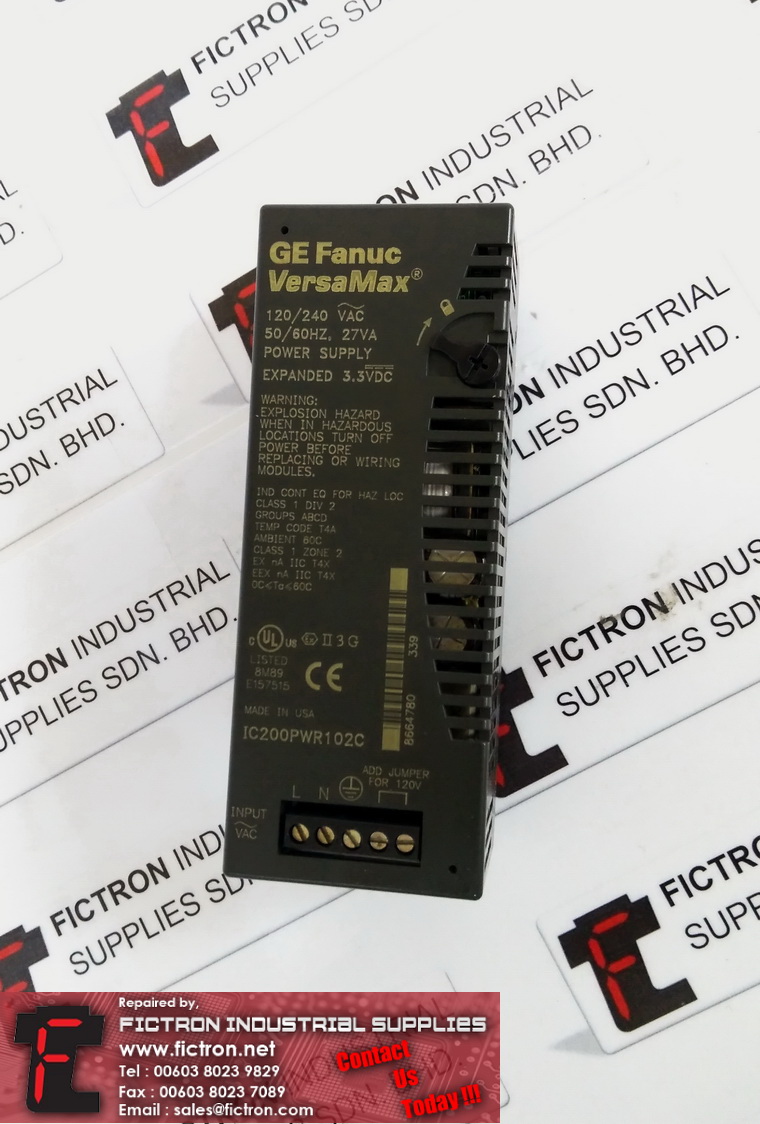 FICTRON INDUSTRIAL
SUPPLIES SDN. BHD.
GE Fanuc
VersaMax®
120/240 VAC
50/60HZ, 27VA
POWER SUPPLY
EXPANDED 3.3VDC
WARNING:
EXPLOSION HAZARD
WHEN IN HAZARDOUS
LOCATIONS TURN OFF
POWER BEFORE
REPLACING OR WIRING
MODULES.
IND CONT EQ FOR HAZ LOC
CLASS 1 DIV 2
GROUPS ABCD
TEMP CODE T4A
AMBIENT 60C
CLASS 1 ZONE 2
EX nA IIC T4X
EEX nA IIC T4X
0C≤Ta≤60C
C UL US Ex II 3 G
LISTED
8M89
E157515
CE
MADE IN USA
IC200PWR102C
8664780 339
ADD JUMPER
FOR 120V
L N
INPUT
VAC
FICTRON INDUSTRIAL
SUPPLIES SDN. BHD.
Repaired by,
FICTRON INDUSTRIAL SUPPLIES
www.fictron.net
Tel : 00603 8023 9829
Fax : 00603 8023 7089
Email : sales@fictron.com
Contact
Us
Today !!!